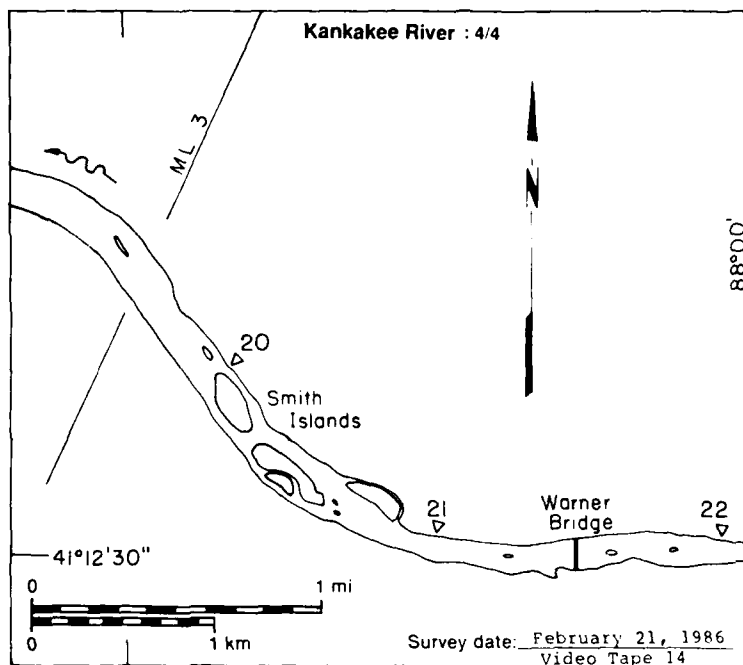 Kankakee River : 4/4
ML 3
N
88°00'
20
Smith
Islands
21
Warner
Bridge
22
41°12'30"
0 1 mi
0 1 km
Survey date: February 21, 1986
Video Tape 14